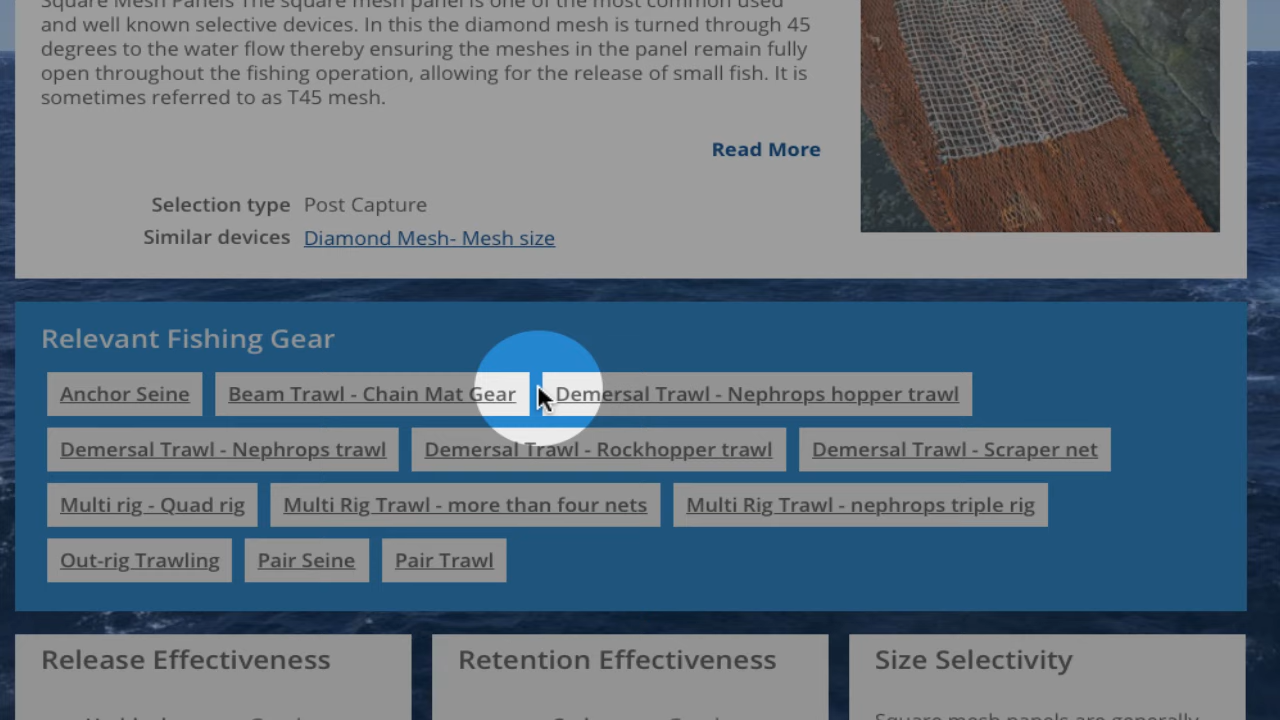 Square Mesh Panels The square mesh panel is one of the most common used
and well known selective devices. In this the diamond mesh is turned through 45
degrees to the water flow thereby ensuring the meshes in the panel remain fully
open throughout the fishing operation, allowing for the release of small fish. It is
sometimes referred to as T45 mesh.
Read More
Selection type Post Capture
Similar devices Diamond Mesh- Mesh size
Relevant Fishing Gear
Anchor Seine Beam Trawl - Chain Mat Gear Demersal Trawl - Nephrops hopper trawl
Demersal Trawl - Nephrops trawl Demersal Trawl - Rockhopper trawl Demersal Trawl - Scraper net
Multi rig - Quad rig Multi Rig Trawl - more than four nets Multi Rig Trawl - nephrops triple rig
Out-rig Trawling Pair Seine Pair Trawl
Release Effectiveness Retention Effectiveness Size Selectivity
Square mesh panels are generally